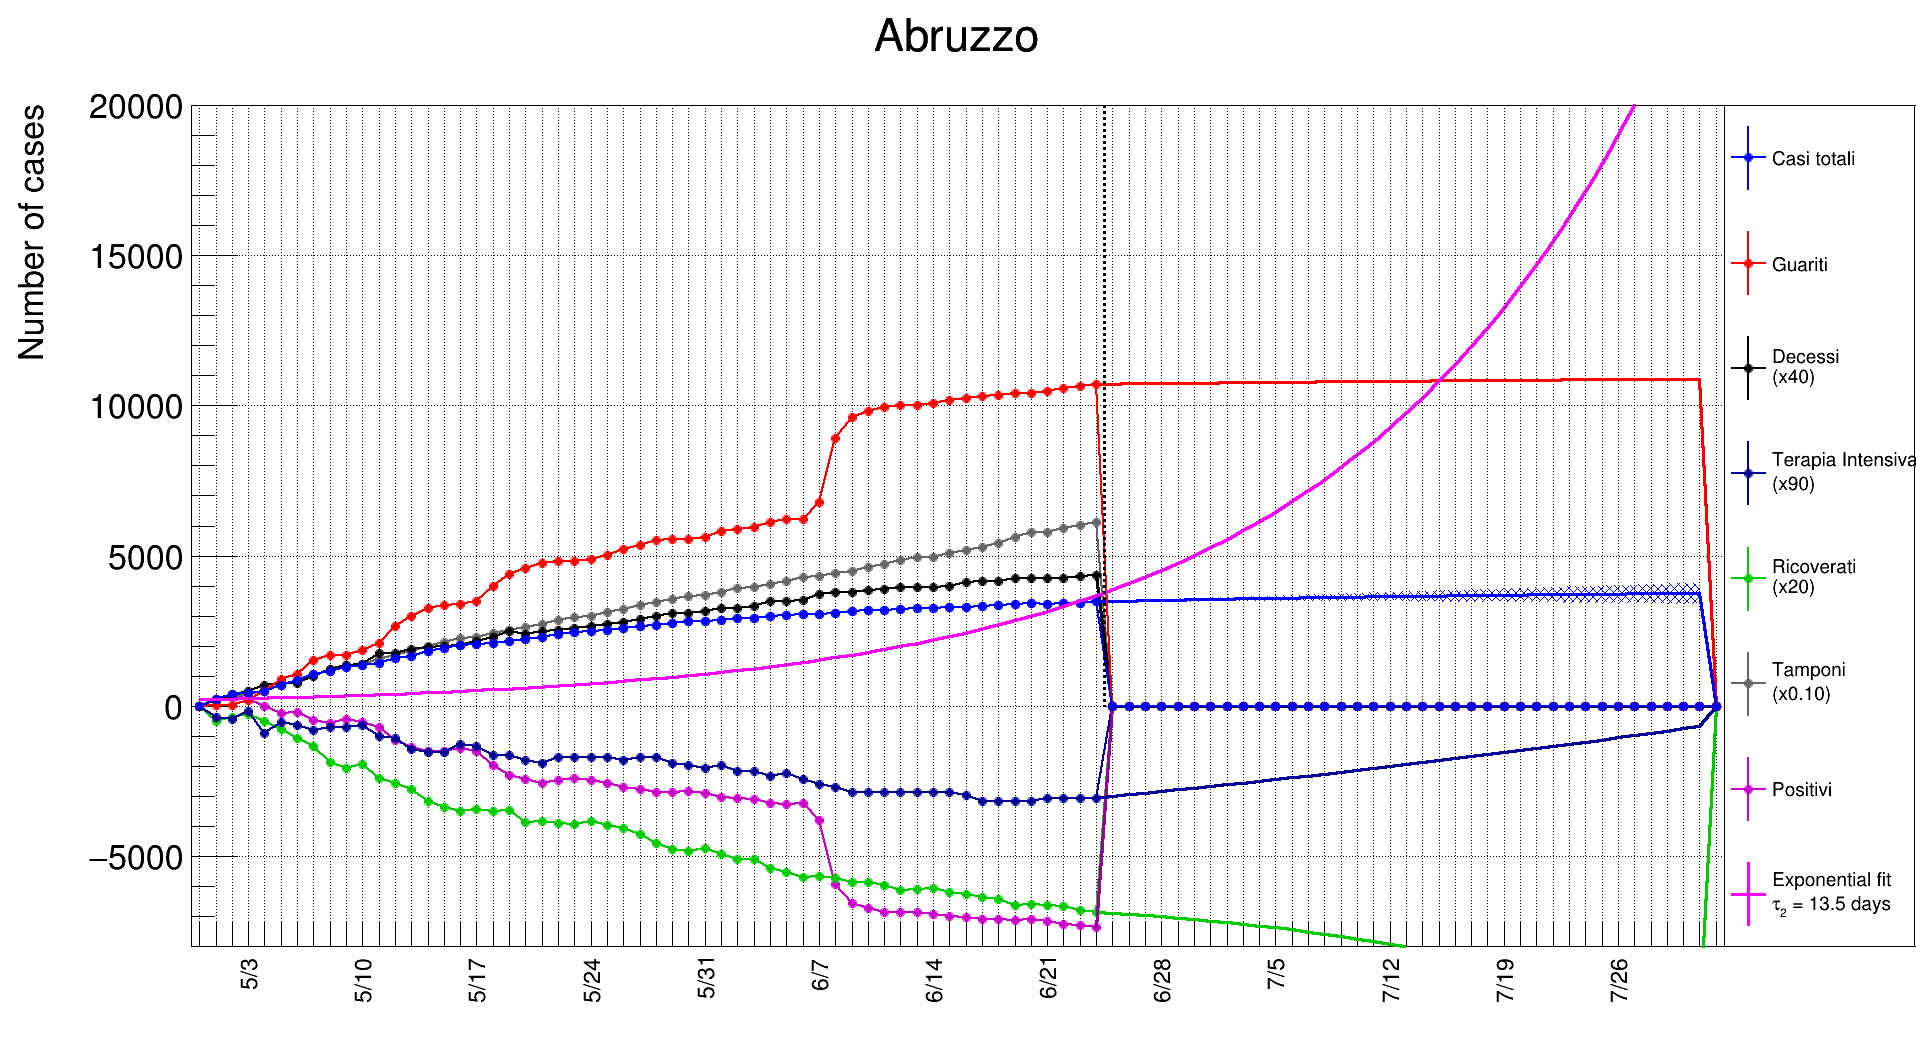 Abruzzo
Number of cases
20000
15000
10000
5000
0
−5000
5/3
5/10
5/17
5/24
5/31
6/7
6/14
6/21
6/28
7/5
7/12
7/19
7/26
Casi totali
Guariti
Decessi
(x40)
Terapia Intensiva
(x90)
Ricoverati
(x20)
Tamponi
(x0.10)
Positivi
Exponential fit
τ2 = 13.5 days